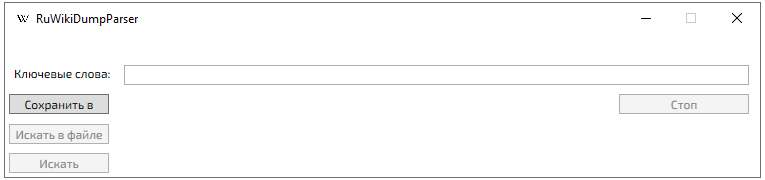 W RuWikiDumpParser
Ключевые слова:
Сохранить в
Стоп
Искать в файле
Искать